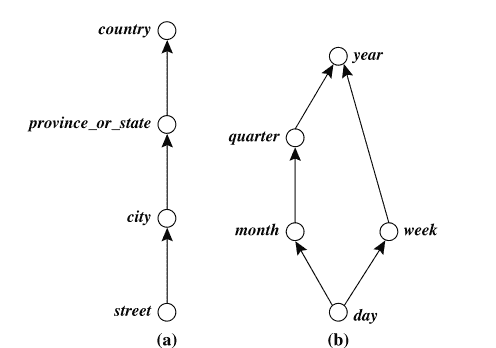 country
province_or_state
city
street
(a)
year
quarter
month
week
day
(b)